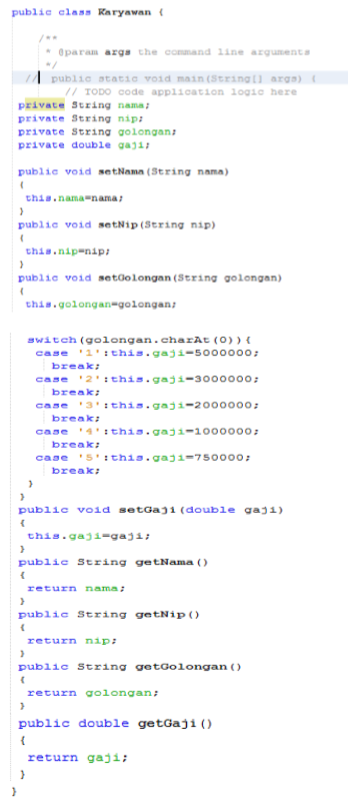 public class Karyawan {
/**
* @param args the command line arguments
*/
// public static void main(String[] args) {
// TODO code application logic here
private String nama;
private String nip;
private String golongan;
private double gaji;
public void setNama(String nama)
{
this.nama=nama;
}
public void setNip(String nip)
{
this.nip=nip;
}
public void setGolongan(String golongan)
{
this.golongan=golongan;
switch(golongan.charAt(0)){
case '1':this.gaji=5000000;
break;
case '2':this.gaji=3000000;
break;
case '3':this.gaji=2000000;
break;
case '4':this.gaji=1000000;
break;
case '5':this.gaji=750000;
break;
}
}
public void setGaji(double gaji)
{
this.gaji=gaji;
}
public String getNama()
{
return nama;
}
public String getNip()
{
return nip;
}
public String getGolongan()
{
return golongan;
}
public double getGaji()
{
return gaji;
}
}